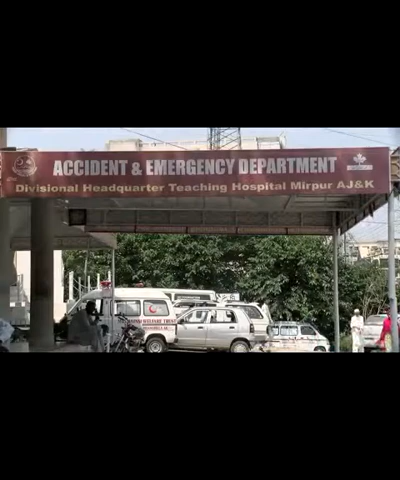 ACCIDENT & EMERGENCY DEPARTMENT
Divisional Headquarter Teaching Hospital Mirpur AJ&K